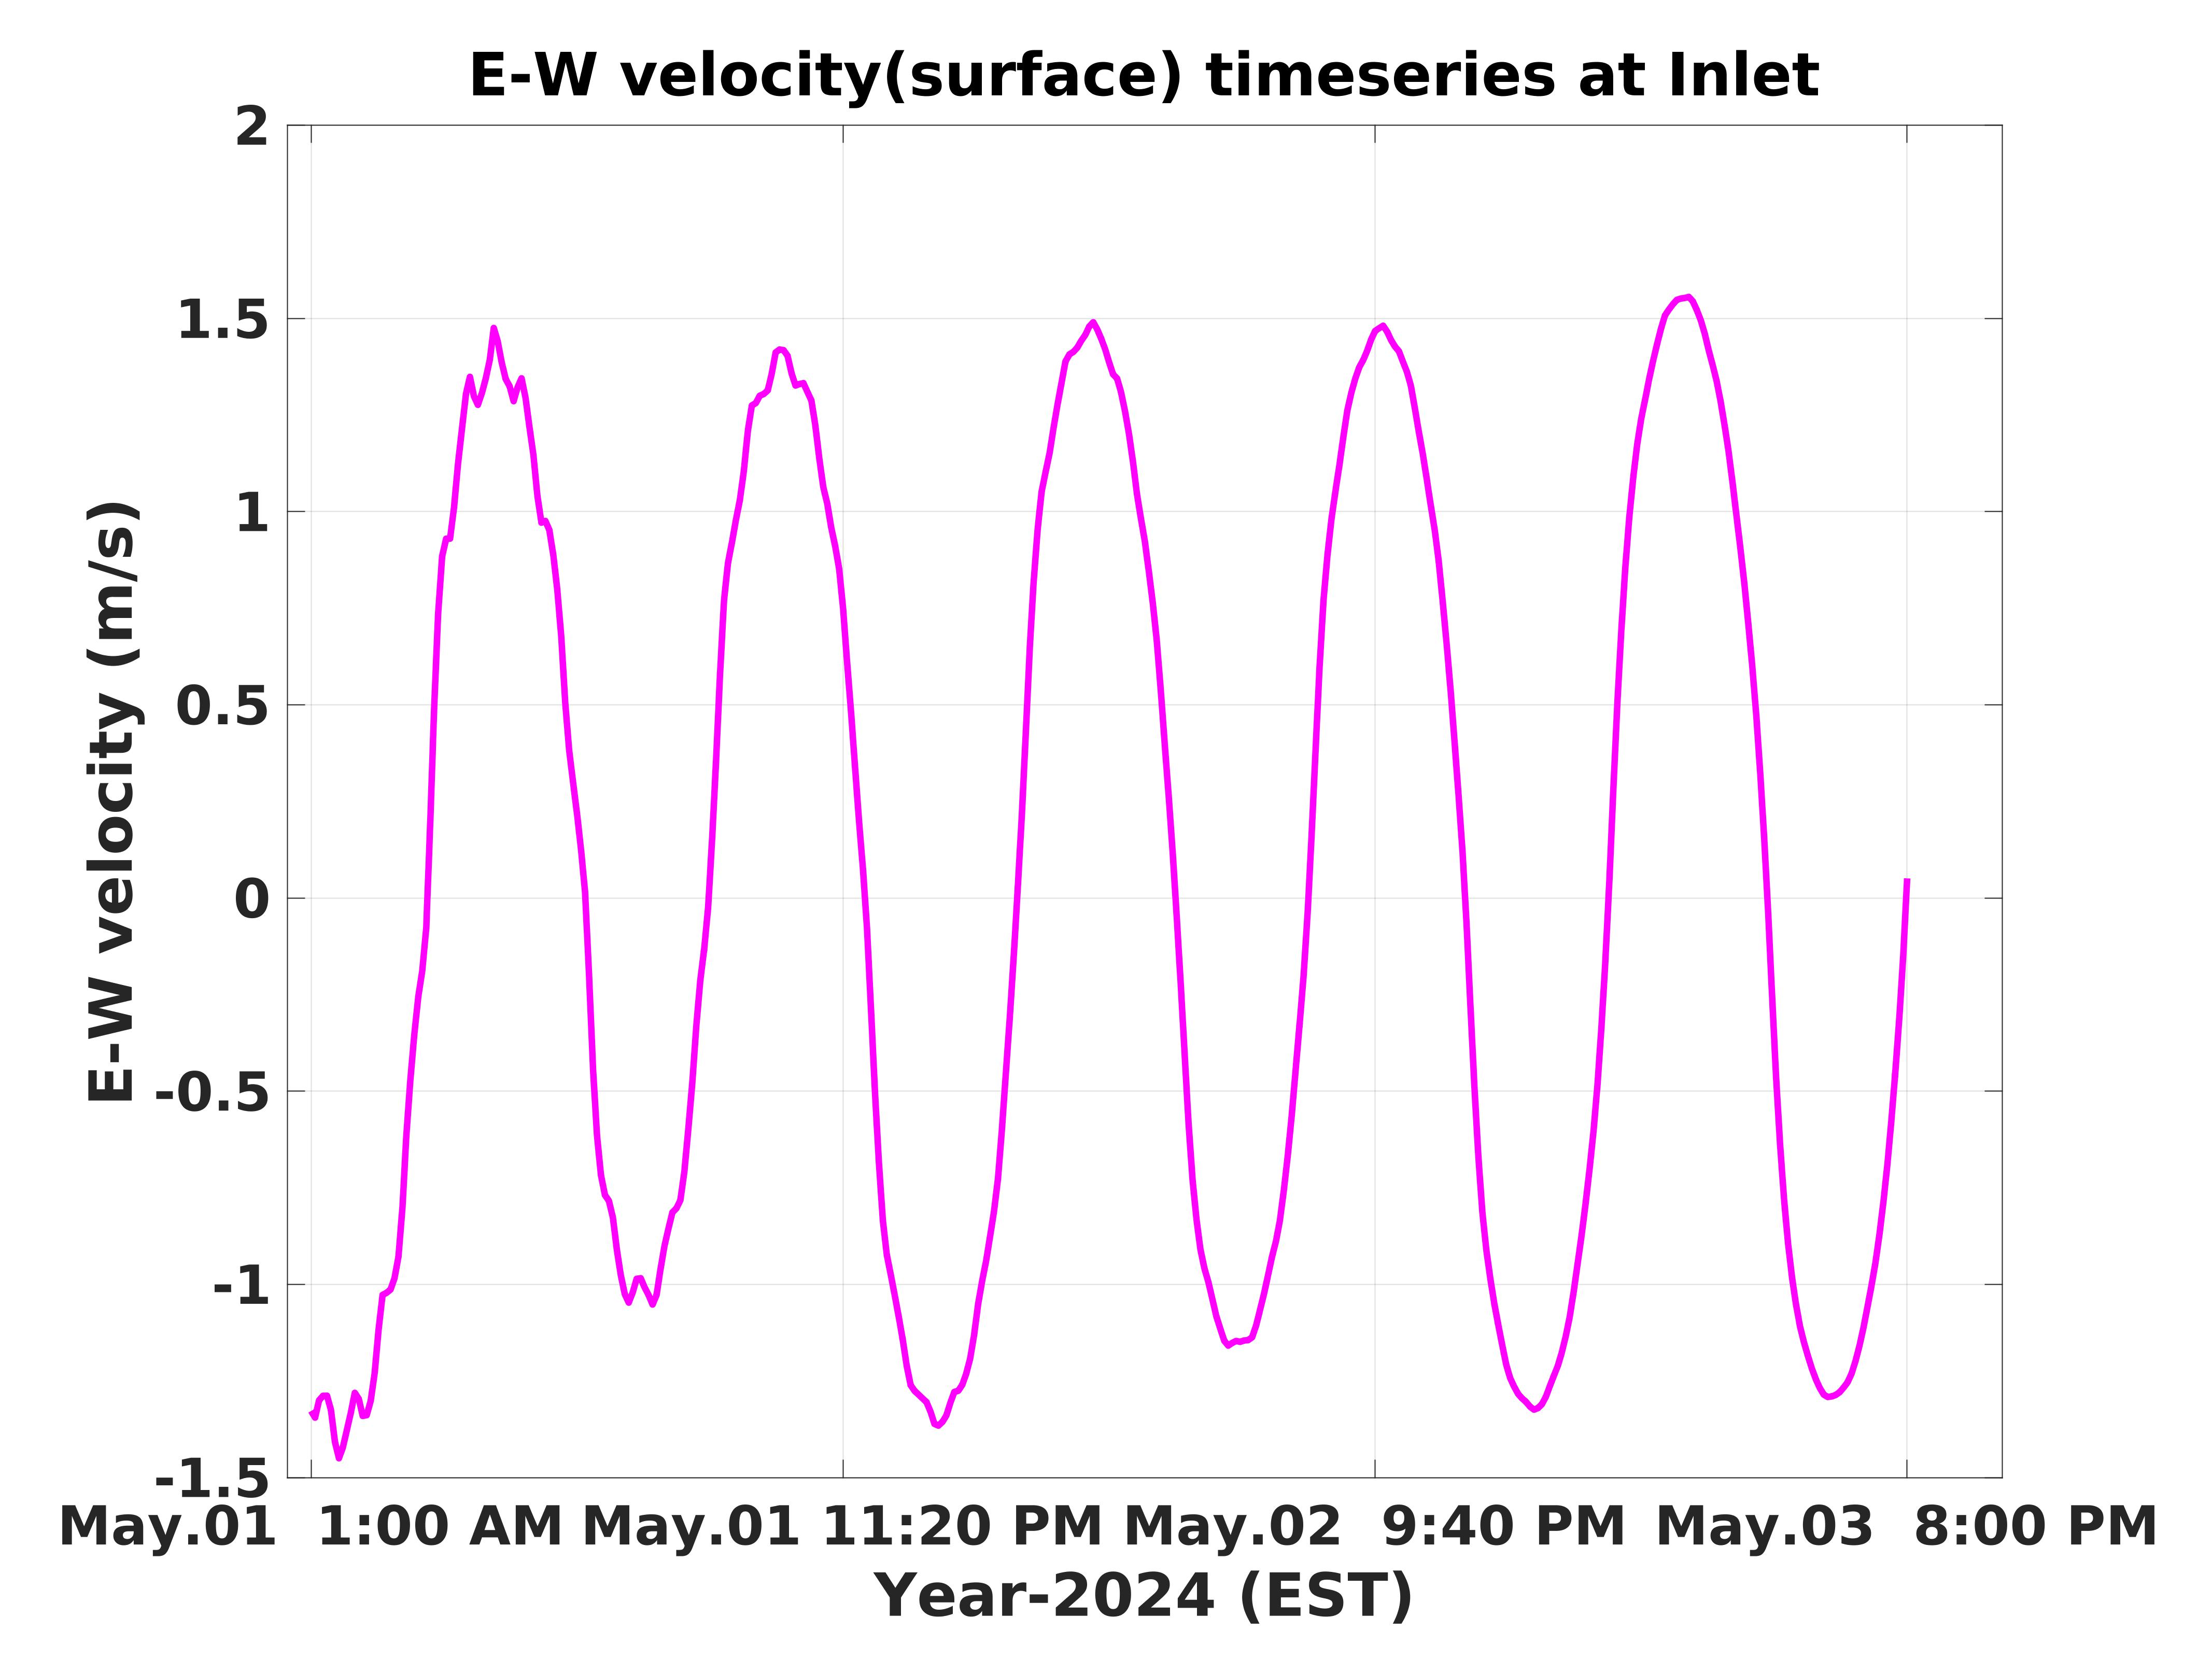 E-W velocity(surface) timeseries at Inlet
E-W velocity (m/s)
2
1.5
1
0.5
0
-0.5
-1
-1.5
May.01 1:00 AM May.01 11:20 PM May.02 9:40 PM May.03 8:00 PM
Year-2024 (EST)